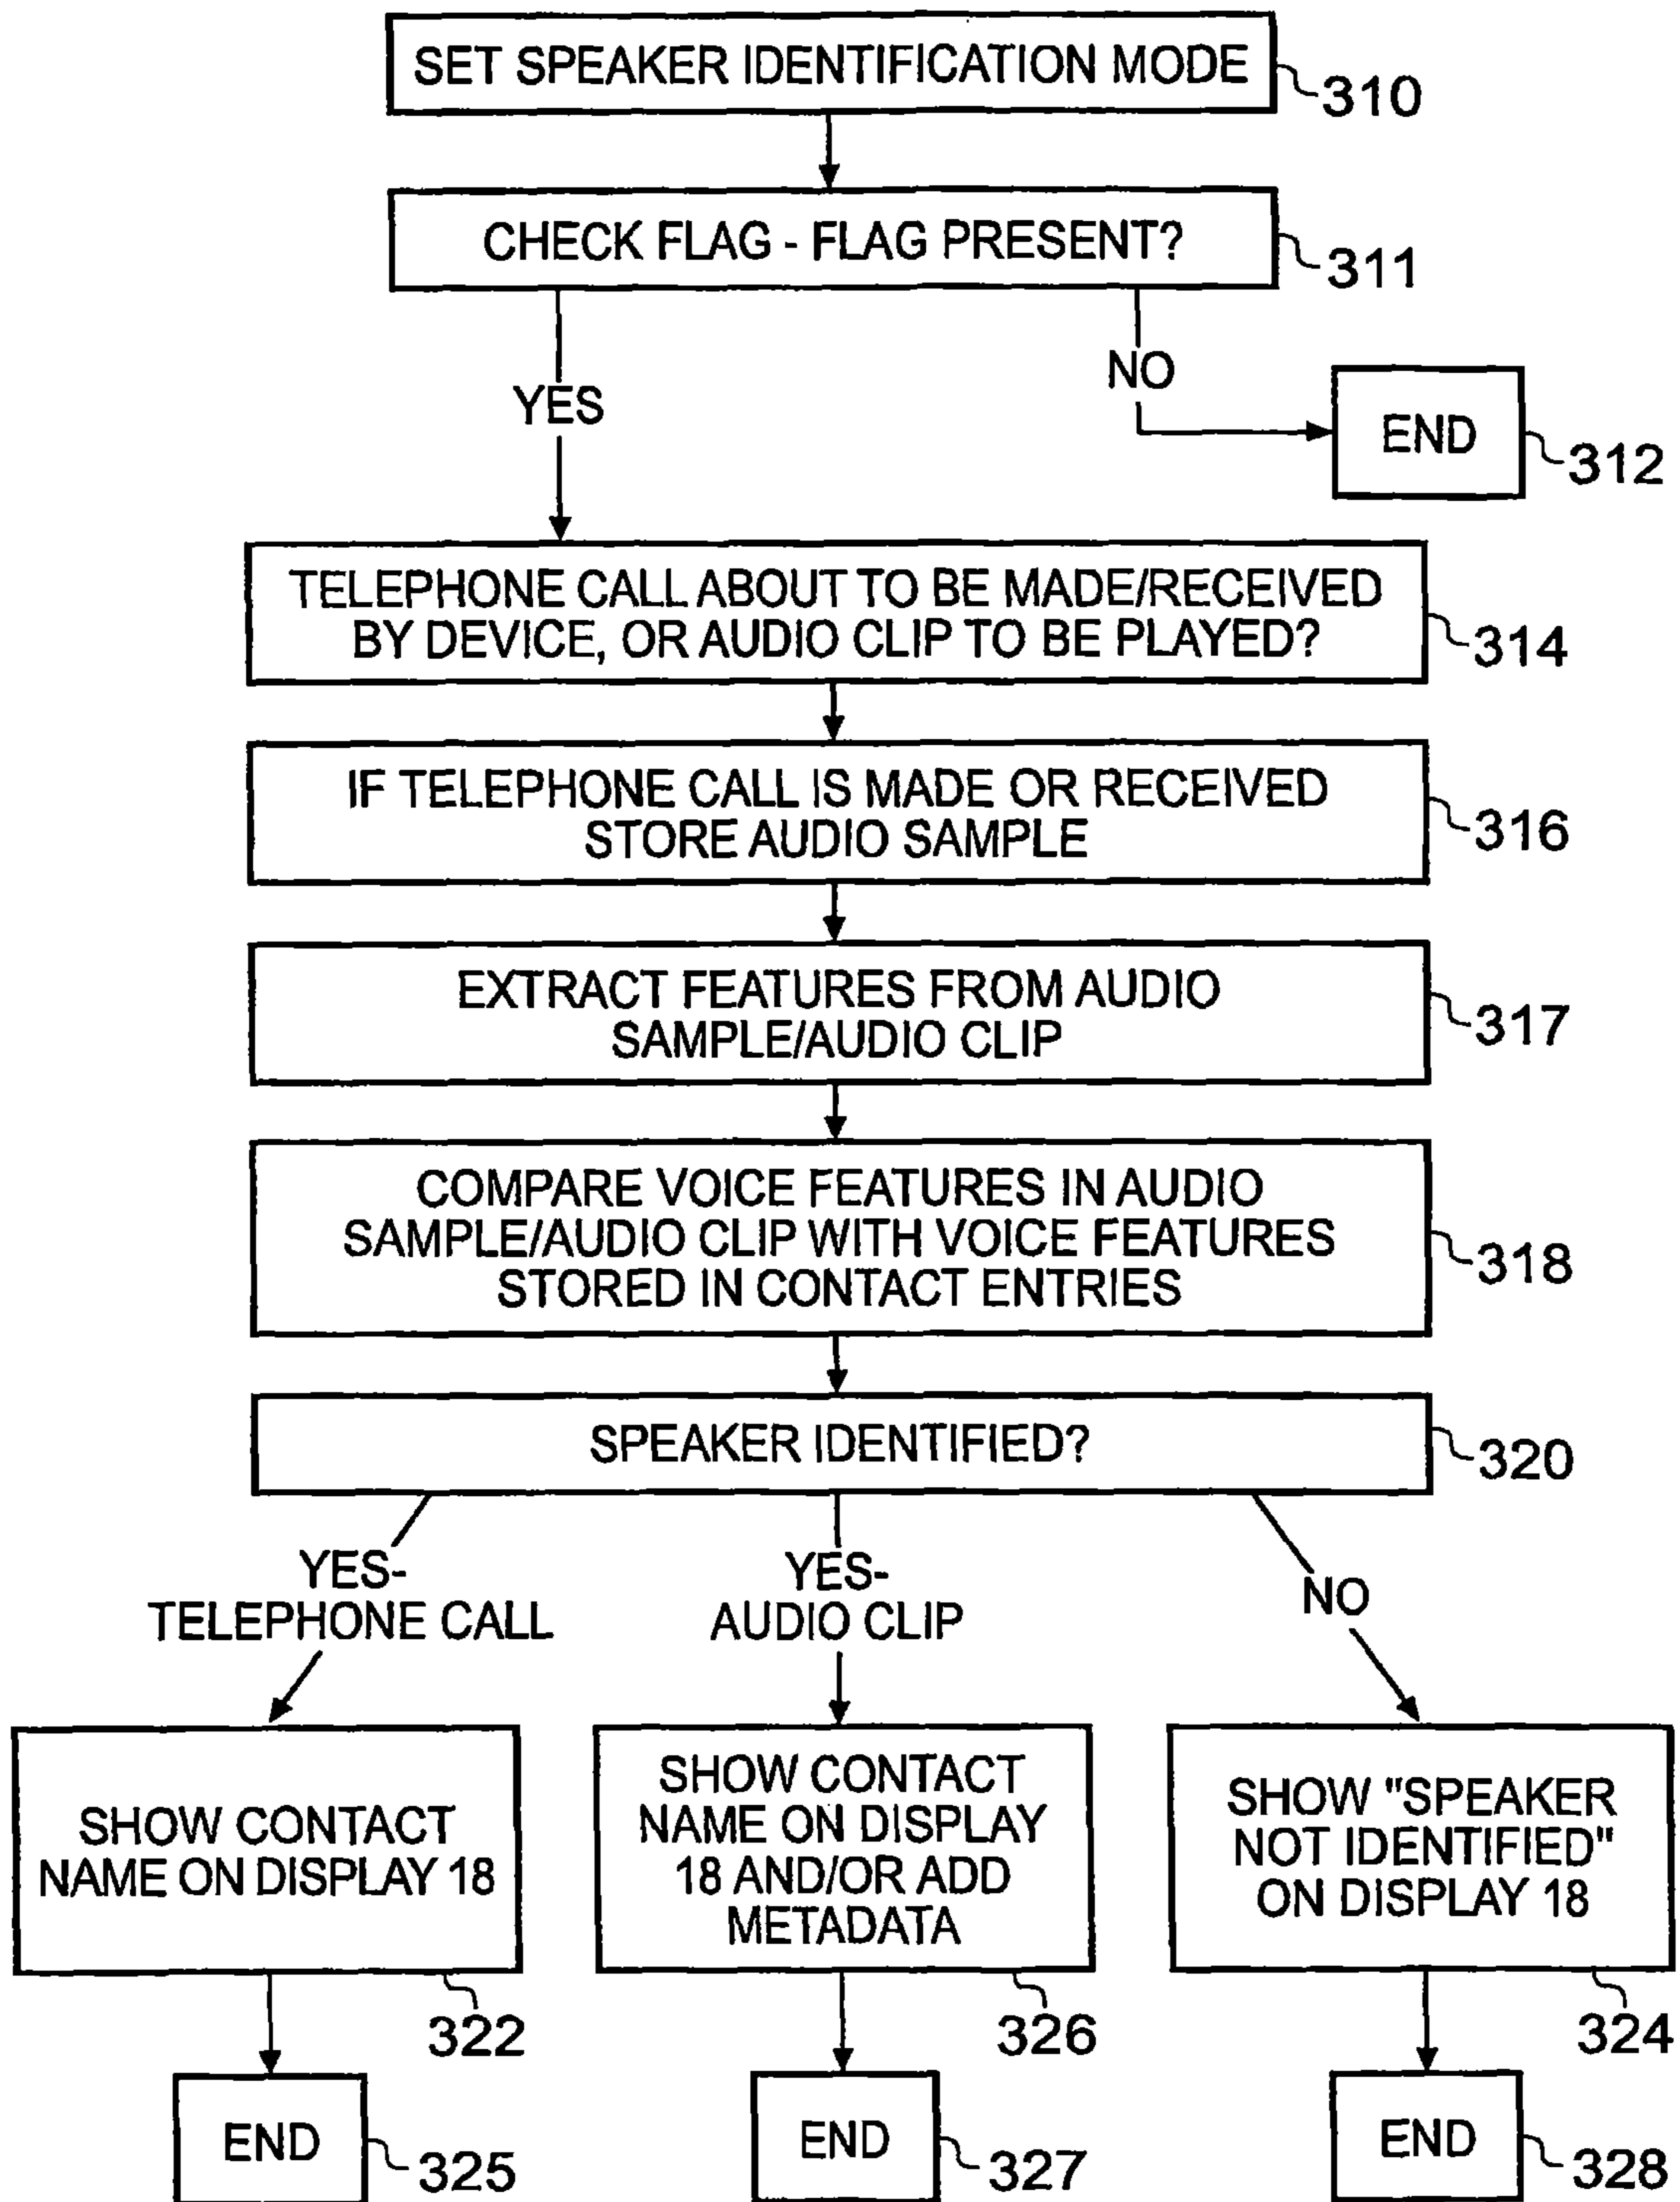 SET SPEAKER IDENTIFICATION MODE
310
CHECK FLAG - FLAG PRESENT?
311
YES
NO
END
312
TELEPHONE CALL ABOUT TO BE MADE/RECEIVED
BY DEVICE, OR AUDIO CLIP TO BE PLAYED?
314
IF TELEPHONE CALL IS MADE OR RECEIVED
STORE AUDIO SAMPLE
316
EXTRACT FEATURES FROM AUDIO
SAMPLE/AUDIO CLIP
317
COMPARE VOICE FEATURES IN AUDIO
SAMPLE/AUDIO CLIP WITH VOICE FEATURES
STORED IN CONTACT ENTRIES
318
SPEAKER IDENTIFIED?
320
YES-
TELEPHONE CALL
YES-
AUDIO CLIP
NO
SHOW CONTACT
NAME ON DISPLAY 18
322
SHOW CONTACT
NAME ON DISPLAY
18 AND/OR ADD
METADATA
326
SHOW "SPEAKER
NOT IDENTIFIED"
ON DISPLAY 18
324
END
325
END
327
END
328